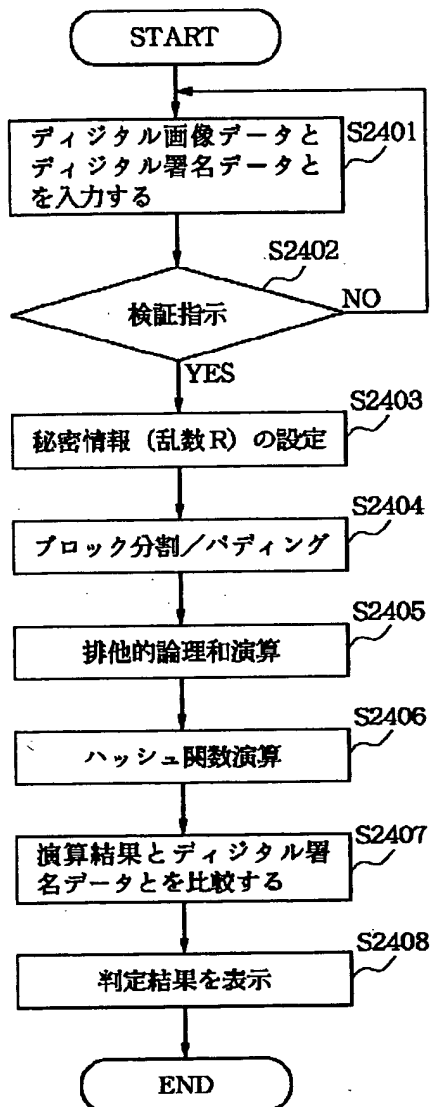 START
ディジタル画像データと
ディジタル署名データと
を入力する
S2401
S2402
検証指示
NO
YES
S2403
秘密情報（乱数R）の設定
S2404
ブロック分割／パディング
S2405
排他的論理和演算
S2406
ハッシュ関数演算
S2407
演算結果とディジタル署
名データとを比較する
S2408
判定結果を表示
END